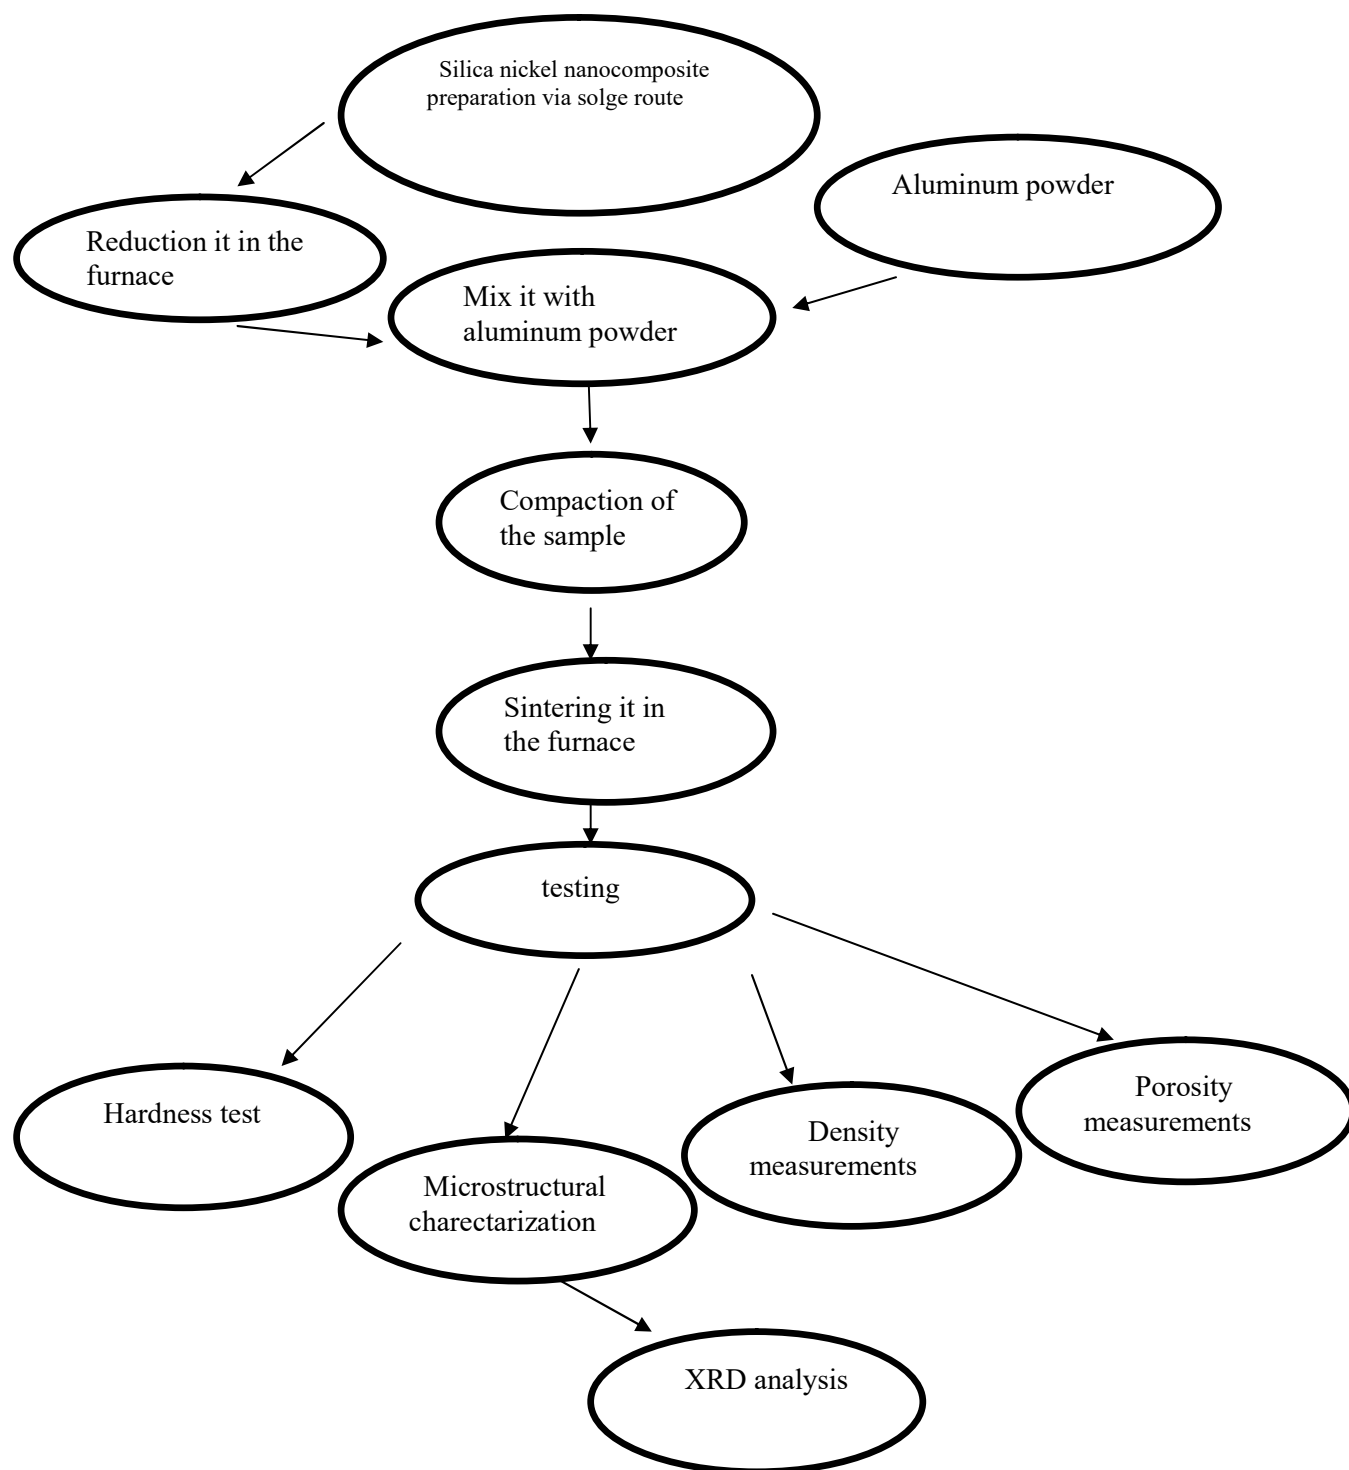 Silica nickel nanocomposite
preparation via solge route
Aluminum powder
Reduction it in the
furnace
Mix it with
aluminum powder
Compaction of
the sample
Sintering it in
the furnace
testing
Hardness test
Microstructural
charectarization
Density
measurements
Porosity
measurements
XRD analysis